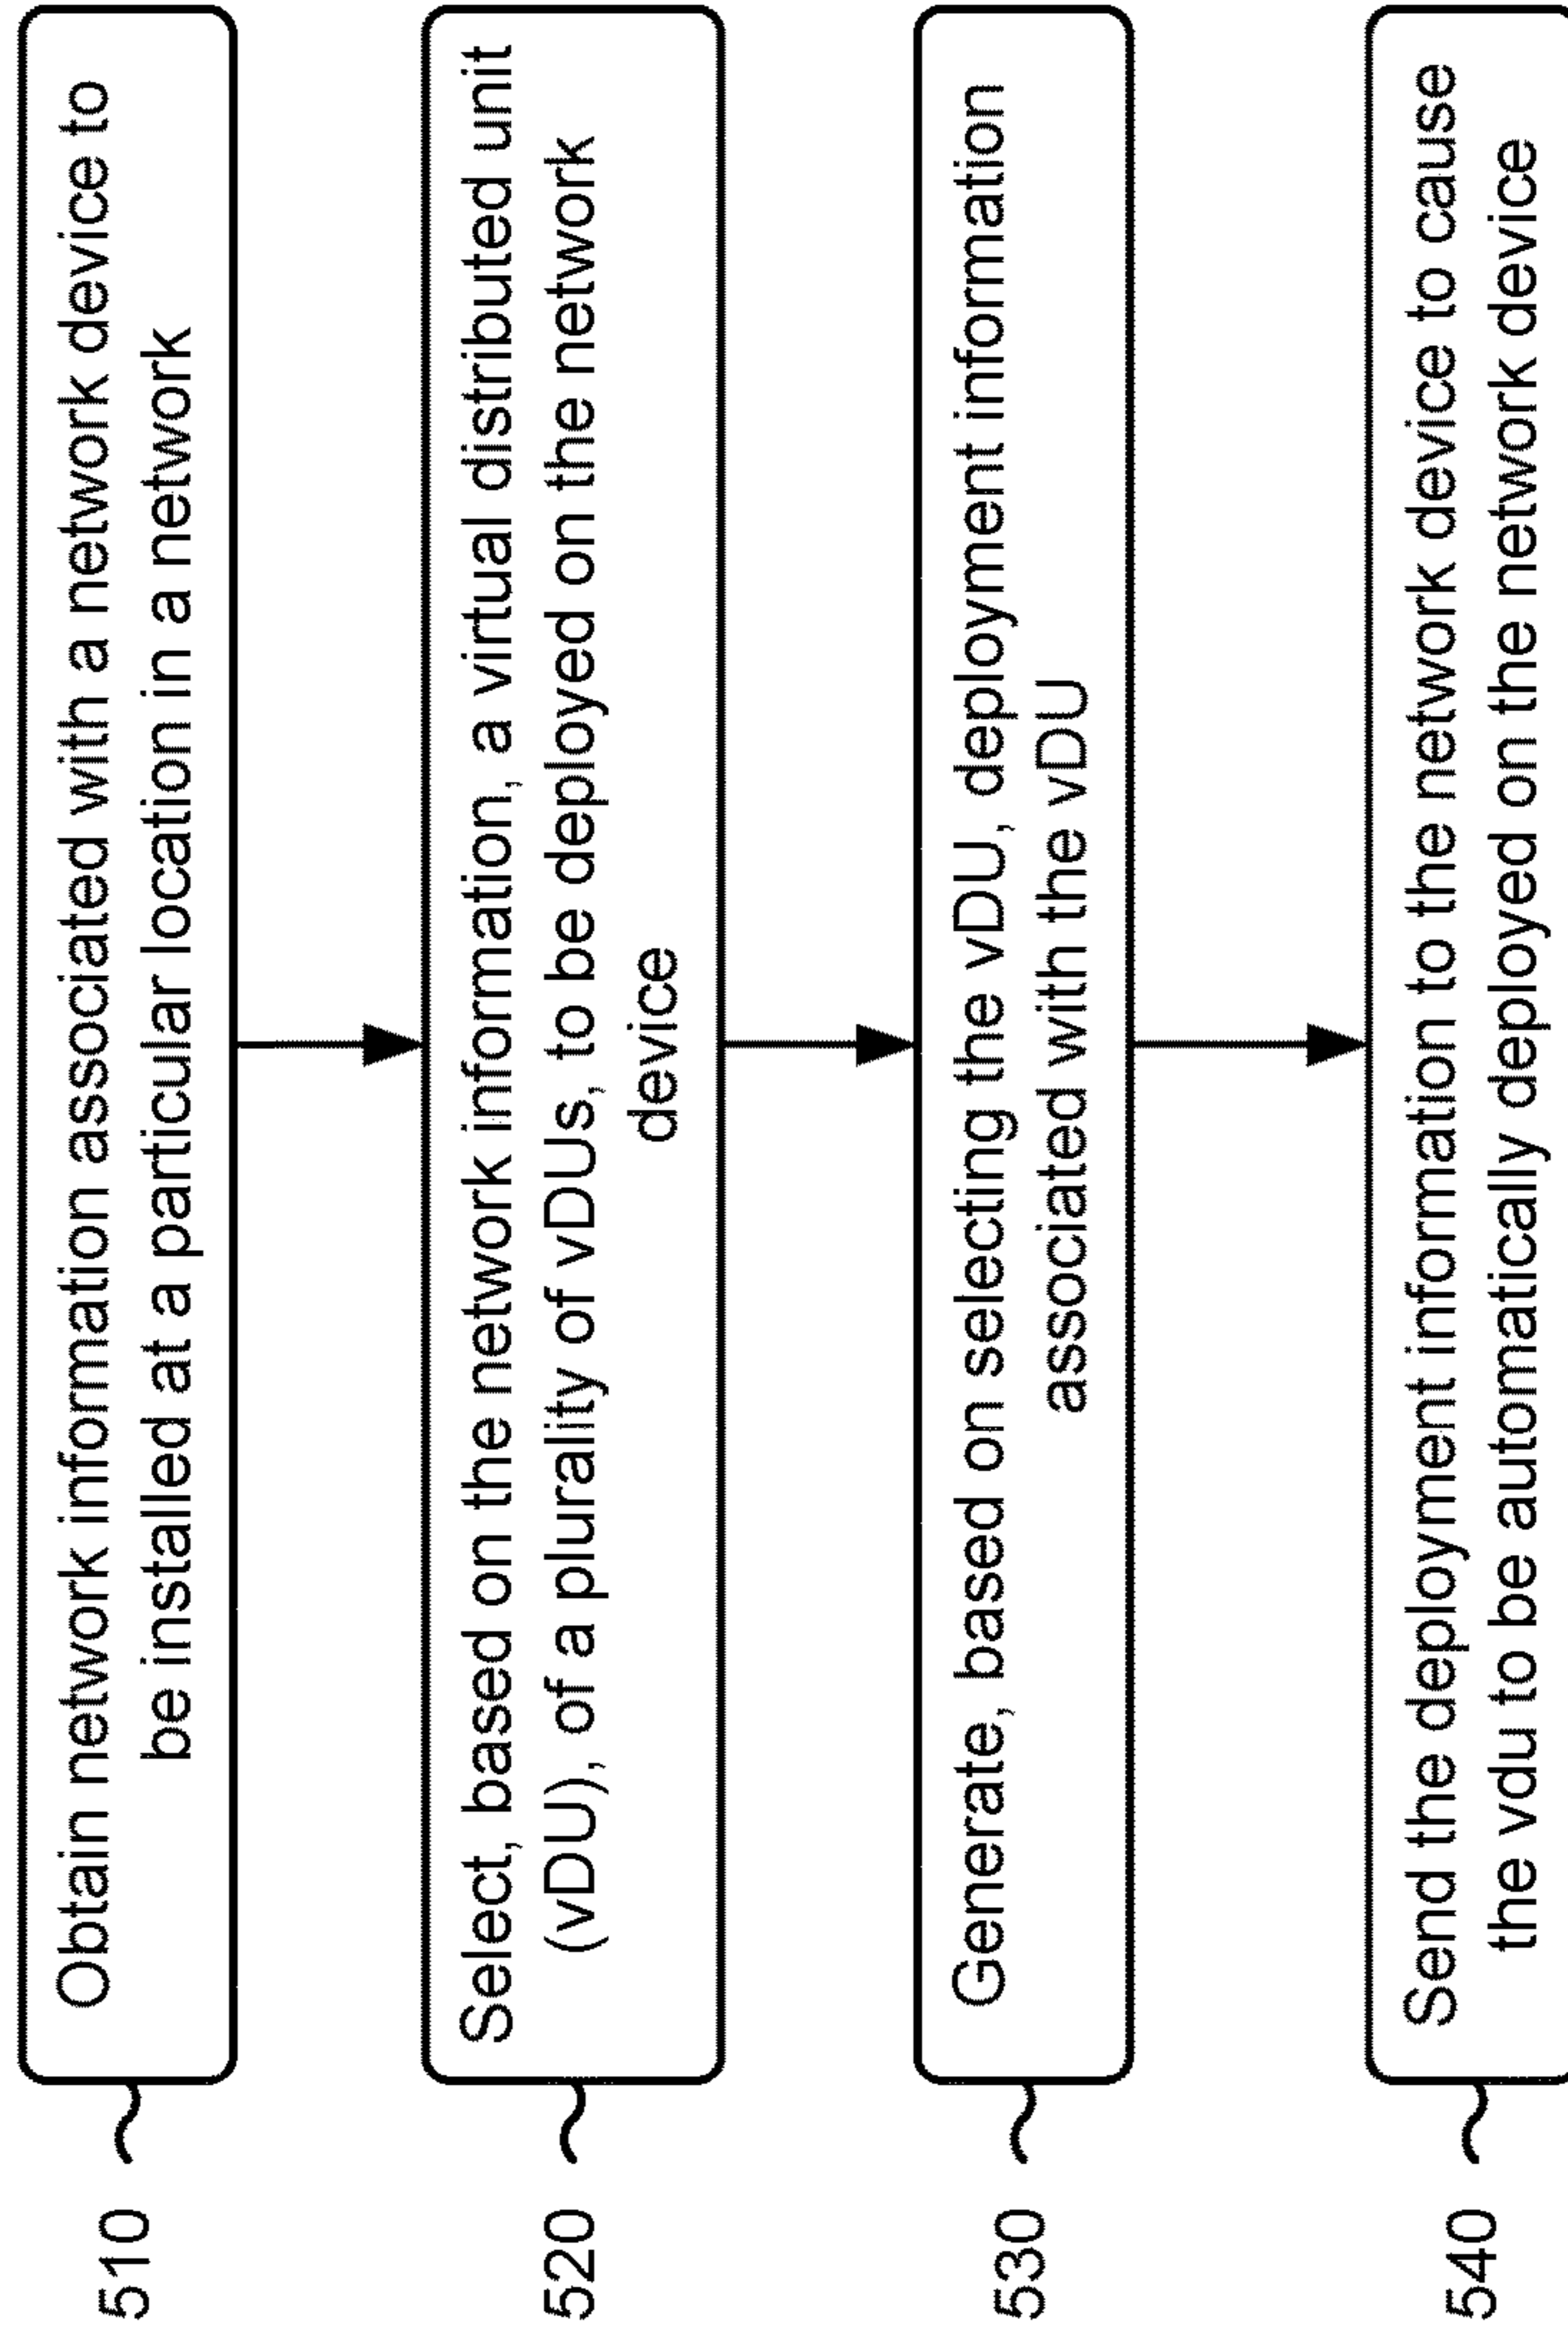 510
Obtain network information associated with a network device to
be installed at a particular location in a network
520
Select, based on the network information, a virtual distributed unit
(vDU), of a plurality of vDUs, to be deployed on the network
device
530
Generate, based on selecting the vDU, deployment information
associated with the vDU
540
Send the deployment information to the network device to cause
the vdu to be automatically deployed on the network device